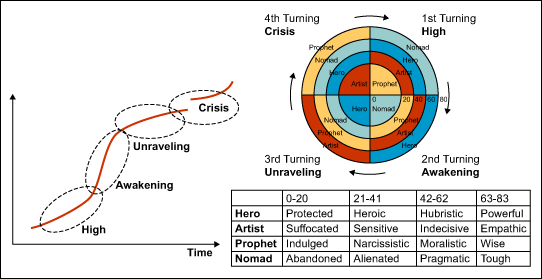 Crisis
Unraveling
Awakening
High
Time
4th Turning
Crisis
1st Turning
High
Prophet
Nomad
Hero
Artist
Nomad
Hero
Artist
Prophet
0 20 40 60 80
Hero
Nomad
Nomad
Prophet
Artist
Prophet
Artist
Hero
3rd Turning
Unraveling
2nd Turning
Awakening
0-20 21-41 42-62 63-83
Hero Protected Heroic Hubristic Powerful
Artist Suffocated Sensitive Indecisive Empathic
Prophet Indulged Narcissistic Moralistic Wise
Nomad Abandoned Alienated Pragmatic Tough